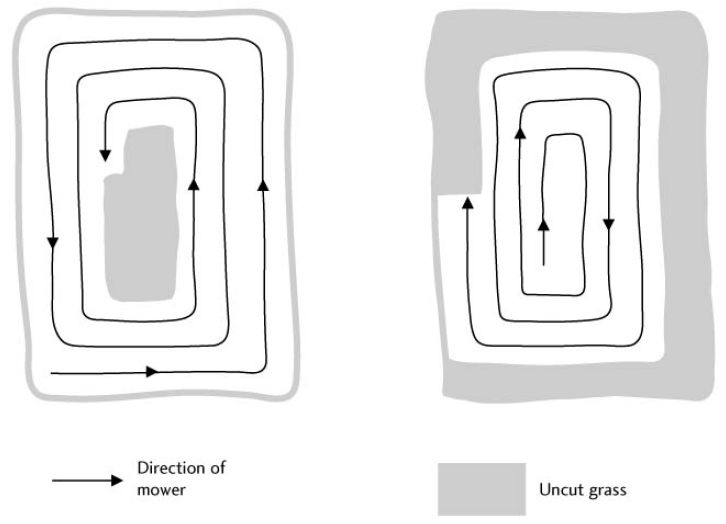 Direction of
mower
Uncut grass